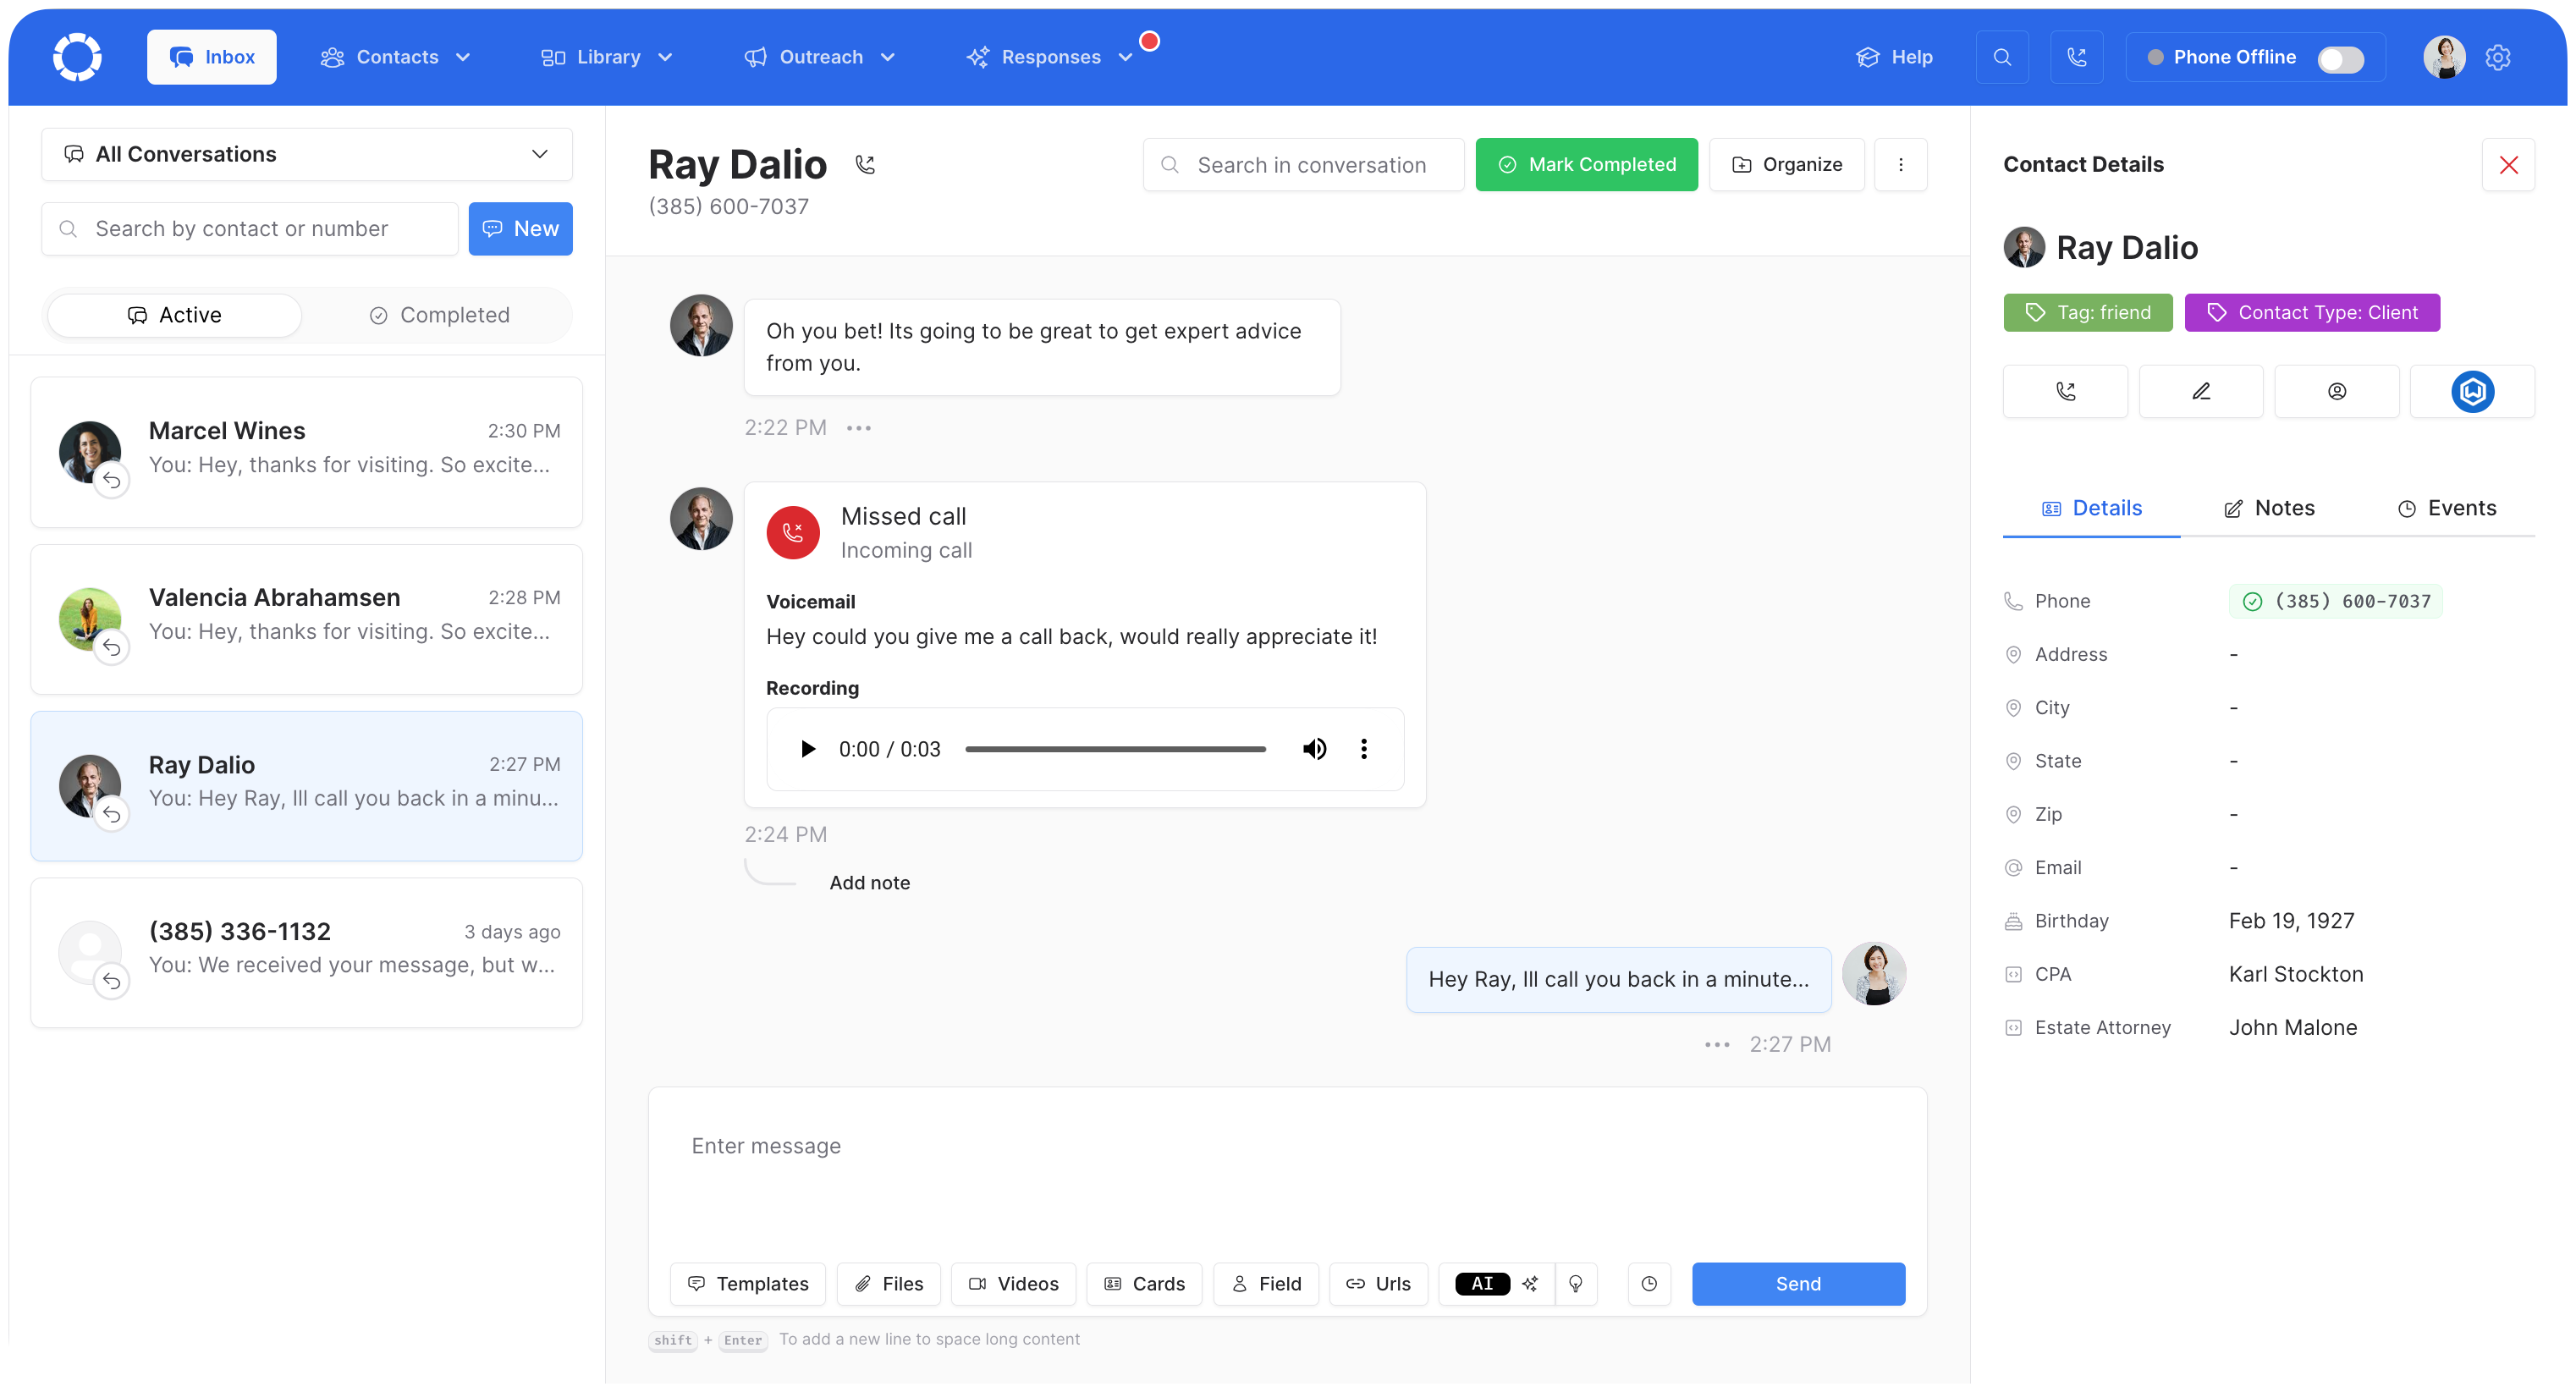 Inbox
Contacts
Library
Outreach
Responses
Help
Phone Offline
All Conversations
Search by contact or number
New
Active
Completed
Marcel Wines
2:30 PM
You: Hey, thanks for visiting. So excite...
Valencia Abrahamsen
2:28 PM
You: Hey, thanks for visiting. So excite...
Ray Dalio
2:27 PM
You: Hey Ray, Ill call you back in a minu...
(385) 336-1132
3 days ago
You: We received your message, but w...
Ray Dalio
(385) 600-7037
Search in conversation
Mark Completed
Organize
Oh you bet! Its going to be great to get expert advice
from you.
2:22 PM
Missed call
Incoming call
Voicemail
Hey could you give me a call back, would really appreciate it!
Recording
0:00 / 0:03
2:24 PM
Add note
Hey Ray, Ill call you back in a minute...
2:27 PM
Enter message
Templates
Files
Videos
Cards
Field
Urls
AI
Send
shift + Enter To add a new line to space long content
Contact Details
Ray Dalio
Tag: friend
Contact Type: Client
W
Details
Notes
Events
Phone (385) 600-7037
Address -
City -
State -
Zip -
Email -
Birthday Feb 19, 1927
CPA Karl Stockton
Estate Attorney John Malone